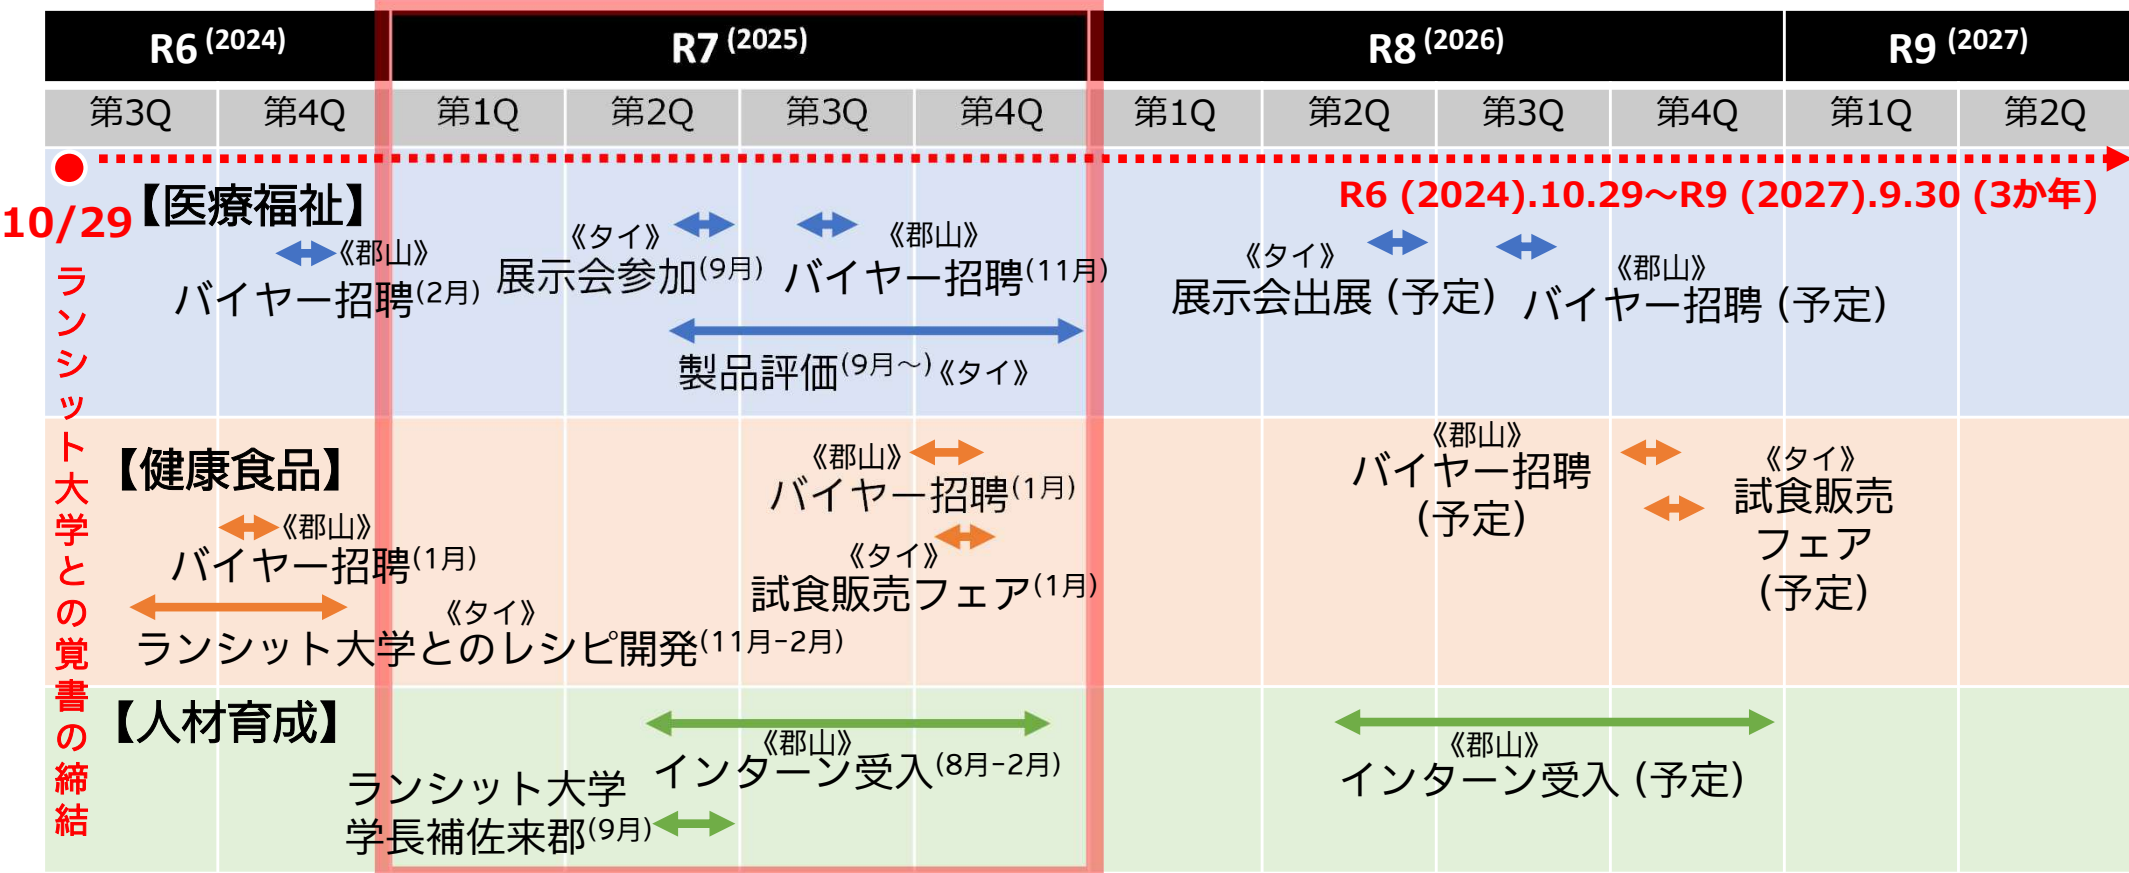 R6 (2024)
R7 (2025)
R8 (2026)
R9 (2027)
第3Q
第4Q
第1Q
第2Q
第3Q
第4Q
第1Q
第2Q
第3Q
第4Q
第1Q
第2Q
R6 (2024).10.29～R9 (2027).9.30 (3か年)
10/29
ランシット大学との覚書の締結
【医療福祉】
《郡山》
バイヤー招聘(2月)
《タイ》
展示会参加(9月)
《郡山》
バイヤー招聘(11月)
製品評価(9月～)《タイ》
《タイ》
展示会出展 (予定)
《郡山》
バイヤー招聘 (予定)
【健康食品】
《郡山》
バイヤー招聘(1月)
《タイ》
ランシット大学とのレシピ開発(11月-2月)
《郡山》
バイヤー招聘(1月)
《タイ》
試食販売フェア(1月)
《郡山》
バイヤー招聘
(予定)
《タイ》
試食販売
フェア
(予定)
【人材育成】
《郡山》
インターン受入(8月-2月)
ランシット大学
学長補佐来郡(9月)
《郡山》
インターン受入 (予定)